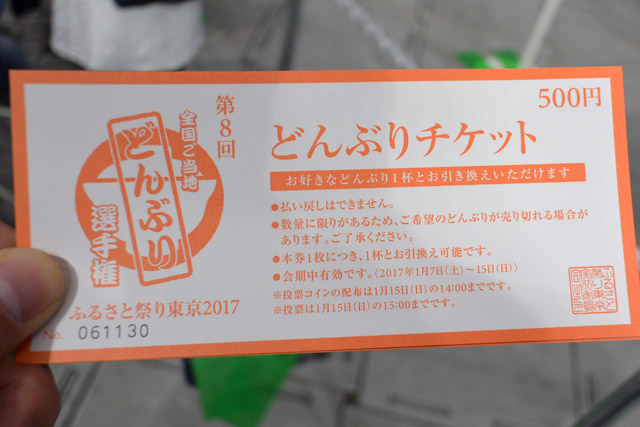 500円
第8回
全国ご当地
どんぶり
選手権
ふるさと祭り東京2017
No. 061130
どんぶりチケット
お好きなどんぶり1杯とお引き換えいただけます
●払い戻しはできません。
●数量に限りがあるため、ご希望のどんぶりが売り切れる場合が
あります。ご了承ください。
●本券1枚につき、1杯とお引換え可能です。
●会期中有効です。（2017年1月7日(土)〜15日(日)）
※投票コインの配布は1月15日(日)の14:00までです。
※投票は1月15日(日)の15:00までです。